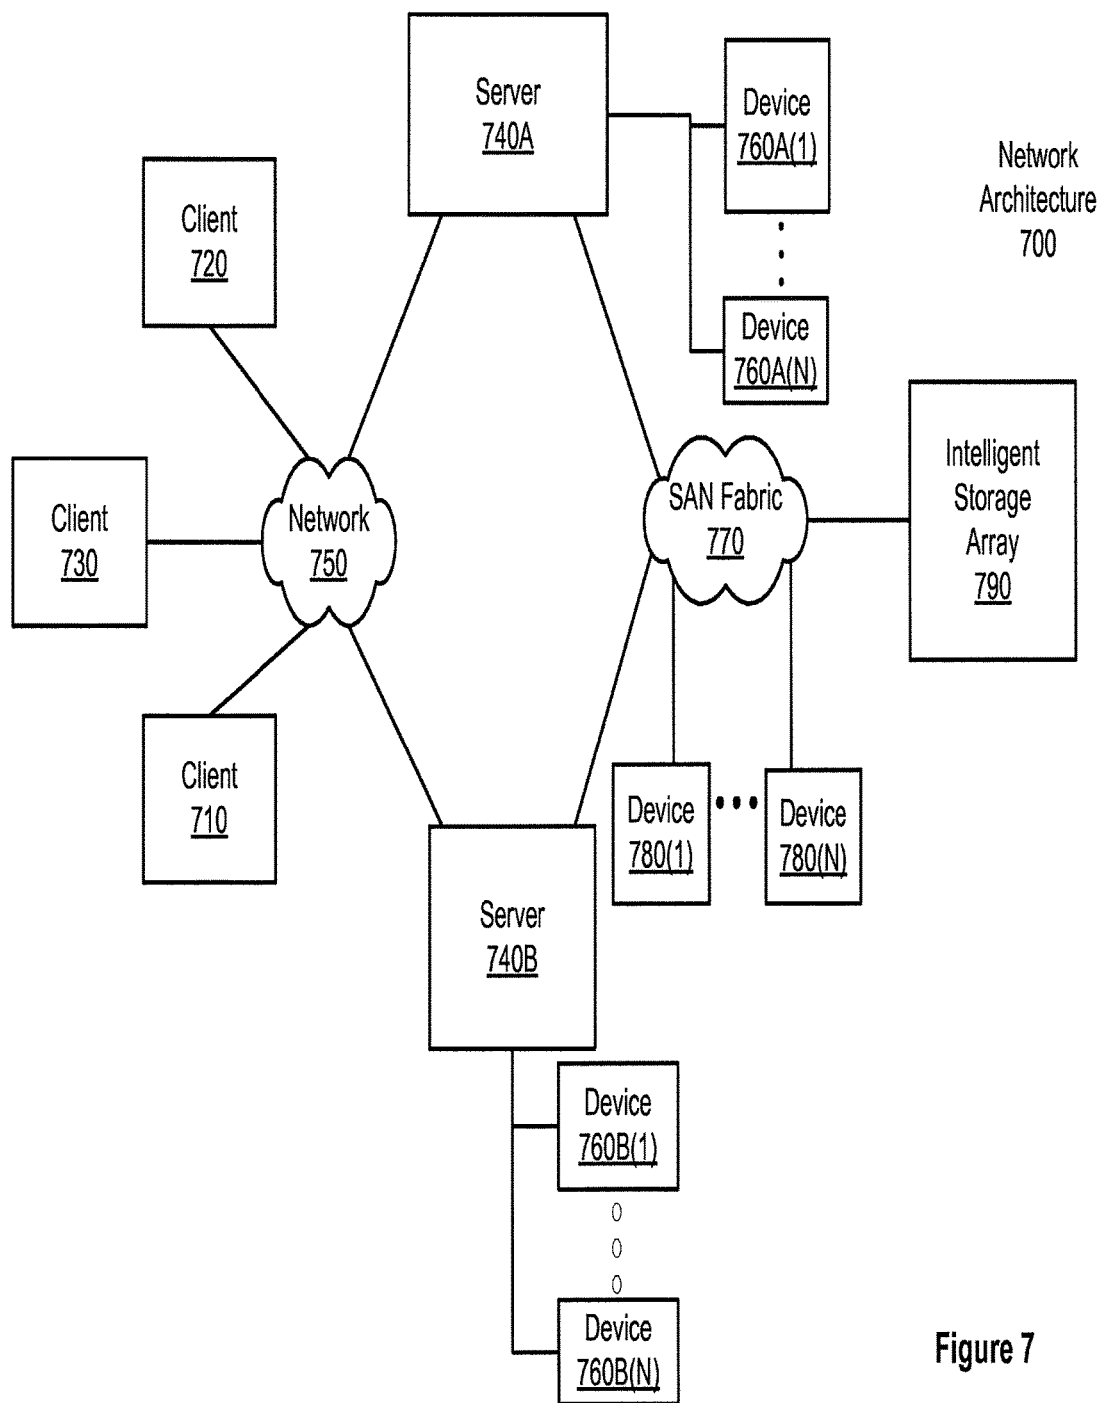 Server
740A
Device
760A(1)
Network
Architecture
700
Client
720
Device
760A(N)
Client
730
Network
750
SAN Fabric
770
Intelligent
Storage
Array
790
Client
710
Device
780(1)
Device
780(N)
Server
740B
Device
760B(1)
Device
760B(N)
Figure 7